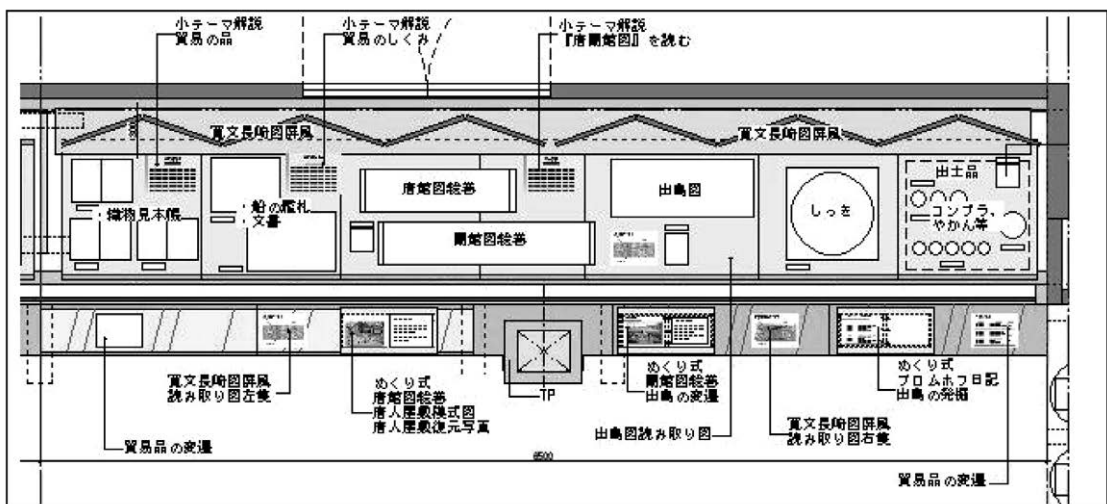 小テーマ解説
貿易の品
小テーマ解説
貿易のしくみ
小テーマ解説
『唐蘭館図』を読む
寛文長崎図屏風
寛文長崎図屏風
織物見本帳
船の鑑札
文書
唐館図絵巻
蘭館図絵巻
出島図
しっき
出土品
コンプラ、
やかん等
寛文長崎図屏風
読み取り図左隻
貿易品の変遷
めくり式
唐館図絵巻
唐人屋敷模式図
唐人屋敷復元写真
TP
めくり式
蘭館図絵巻
出島の変遷
出島図読み取り図
寛文長崎図屏風
読み取り図右隻
めくり式
ブロムホフ日記
出島の発掘
貿易品の変遷
6500